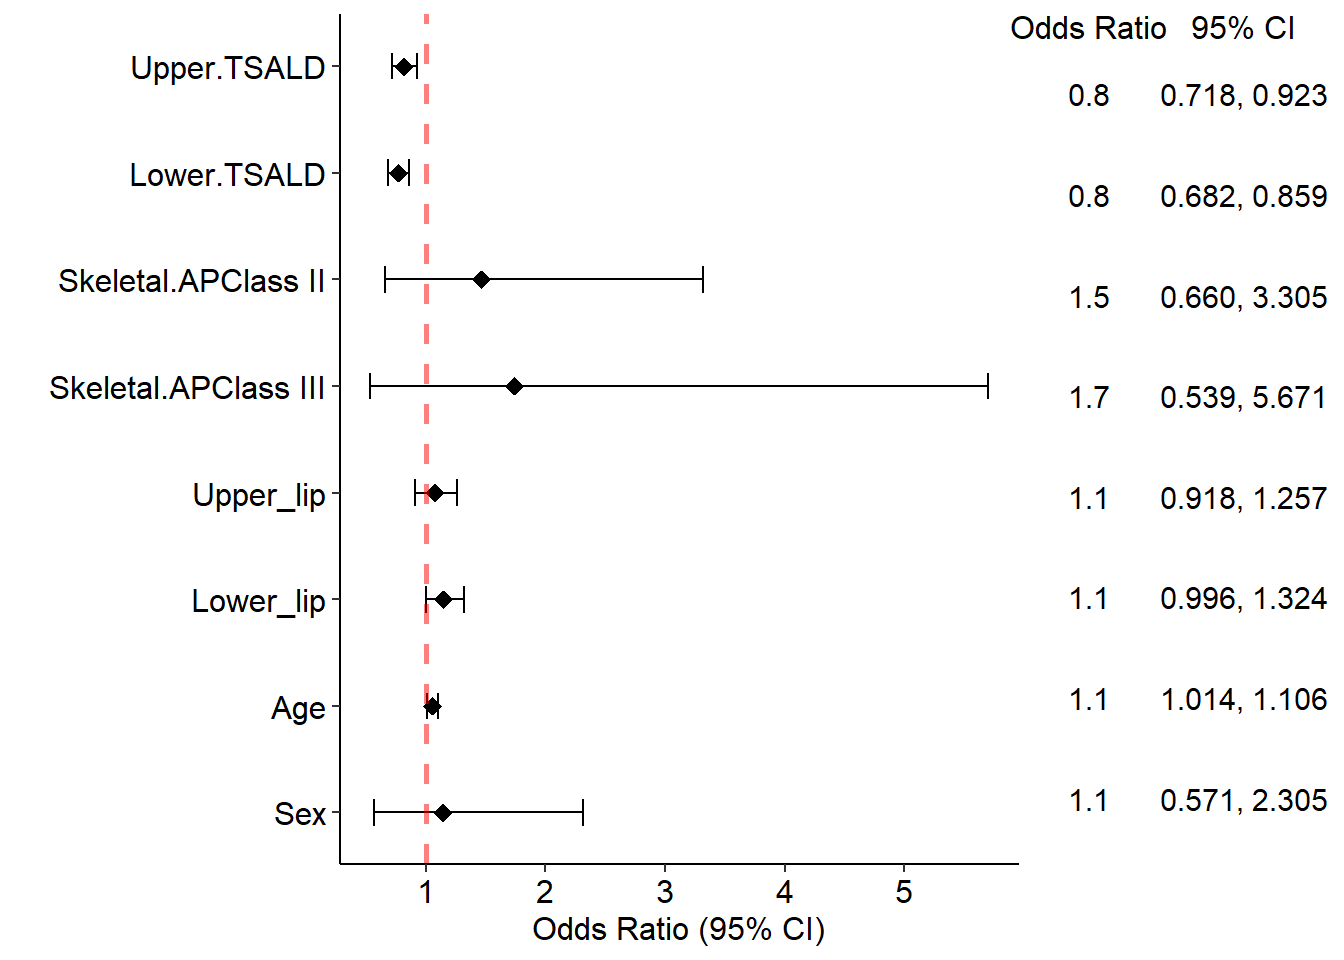 Odds Ratio 95% CI
Upper.TSALD 0.8 0.718, 0.923
Lower.TSALD 0.8 0.682, 0.859
Skeletal.APClass II 1.5 0.660, 3.305
Skeletal.APClass III 1.7 0.539, 5.671
Upper_lip 1.1 0.918, 1.257
Lower_lip 1.1 0.996, 1.324
Age 1.1 1.014, 1.106
Sex 1.1 0.571, 2.305
1 2 3 4 5
Odds Ratio (95% CI)